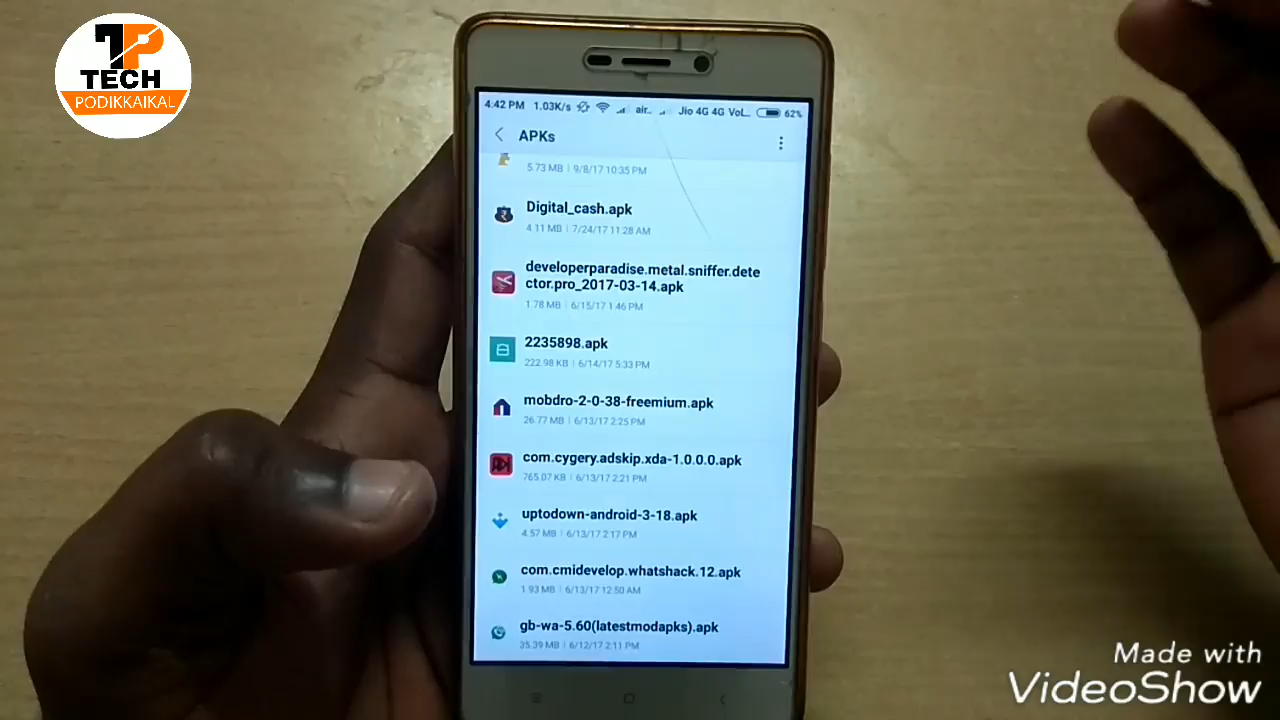 TP
TECH
PODIKKAIKAL
4:42 PM 1.03K/s air.. Jio 4G 4G VoL.. 62%
APKs
5.73 MB | 9/8/17 10:35 PM
Digital_cash.apk
4.11 MB | 7/24/17 11:28 AM
developerparadise.metal.sniffer.dete
ctor.pro_2017-03-14.apk
1.78 MB | 6/15/17 1:46 PM
2235898.apk
222.98 KB | 6/14/17 5:33 PM
mobdro-2-0-38-freemium.apk
26.77 MB | 6/13/17 2:25 PM
com.cygery.adskip.xda-1.0.0.0.apk
765.07 KB | 6/13/17 2:21 PM
uptodown-android-3-18.apk
4.57 MB | 6/13/17 2:17 PM
com.cmidevelop.whatshack.12.apk
1.93 MB | 6/13/17 12:50 AM
gb-wa-5.60(latestmodapks).apk
35.39 MB | 6/12/17 2:11 PM
Made with
VideoShow